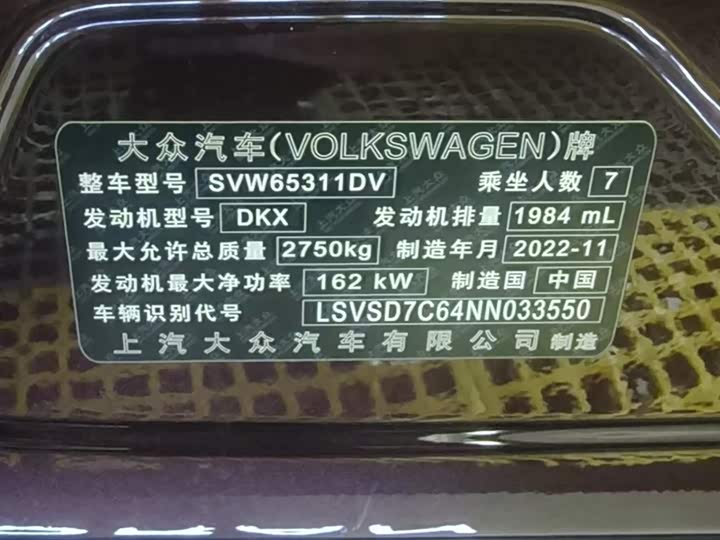 大众汽车(VOLKSWAGEN)牌
整车型号 SVW65311DV 乘坐人数 7
发动机型号 DKX 发动机排量 1984 mL
最大允许总质量 2750kg 制造年月 2022-11
发动机最大净功率 162 kW 制造国 中国
车辆识别代号 LSVSD7C64NN033550
上汽大众汽车有限公司 制造